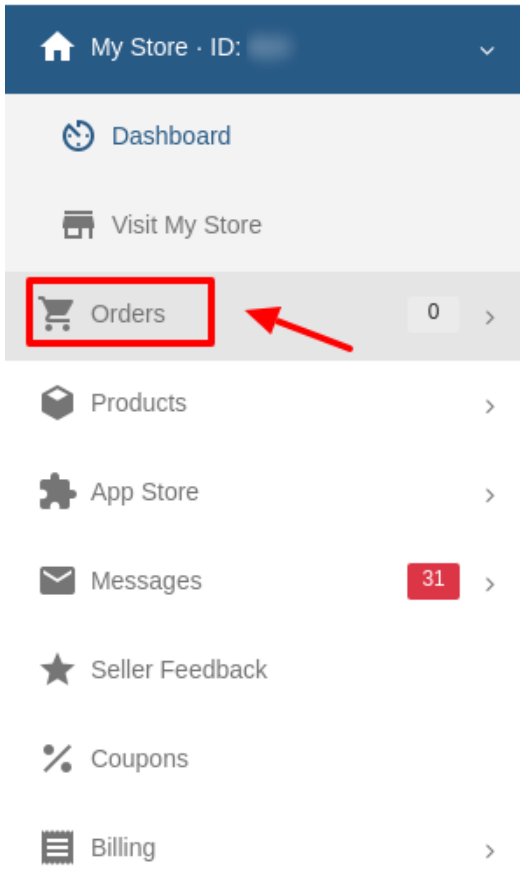 My Store · ID:
Dashboard
Visit My Store
Orders 0
Products
App Store
Messages 31
Seller Feedback
Coupons
Billing